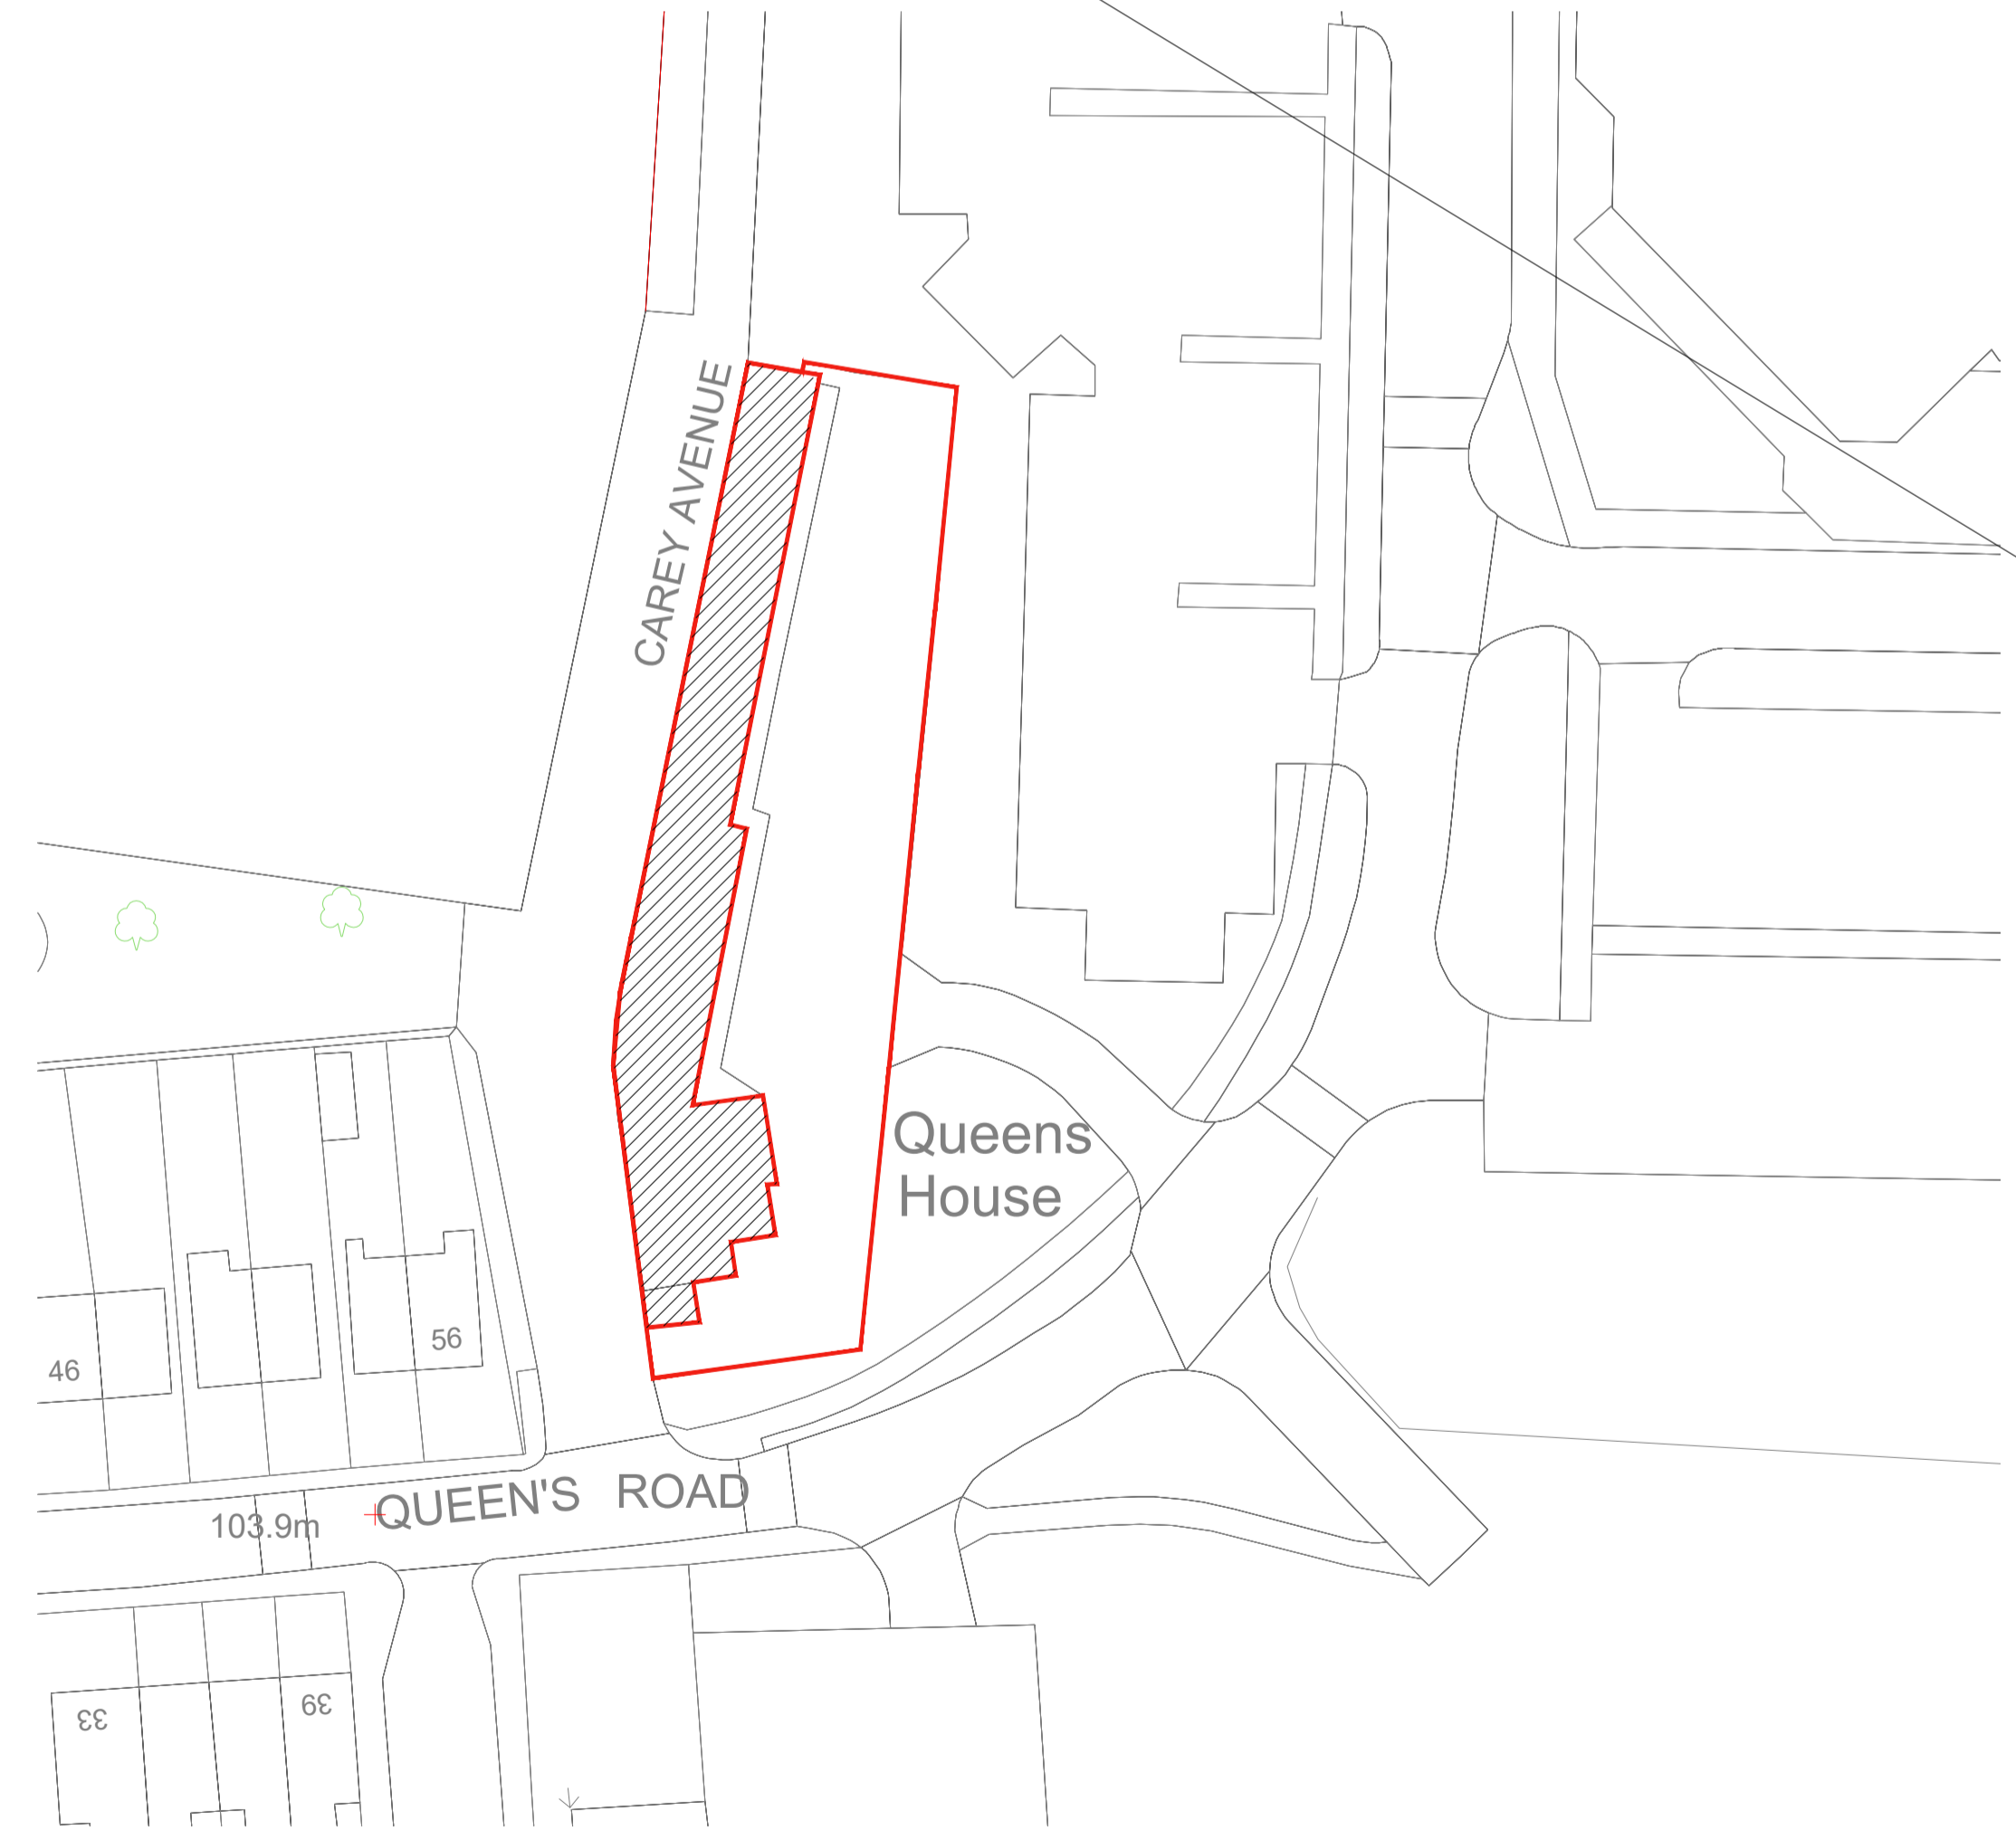 CAREY AVENUE
Queens
House
56
46
QUEEN'S ROAD
103.9m
39
33